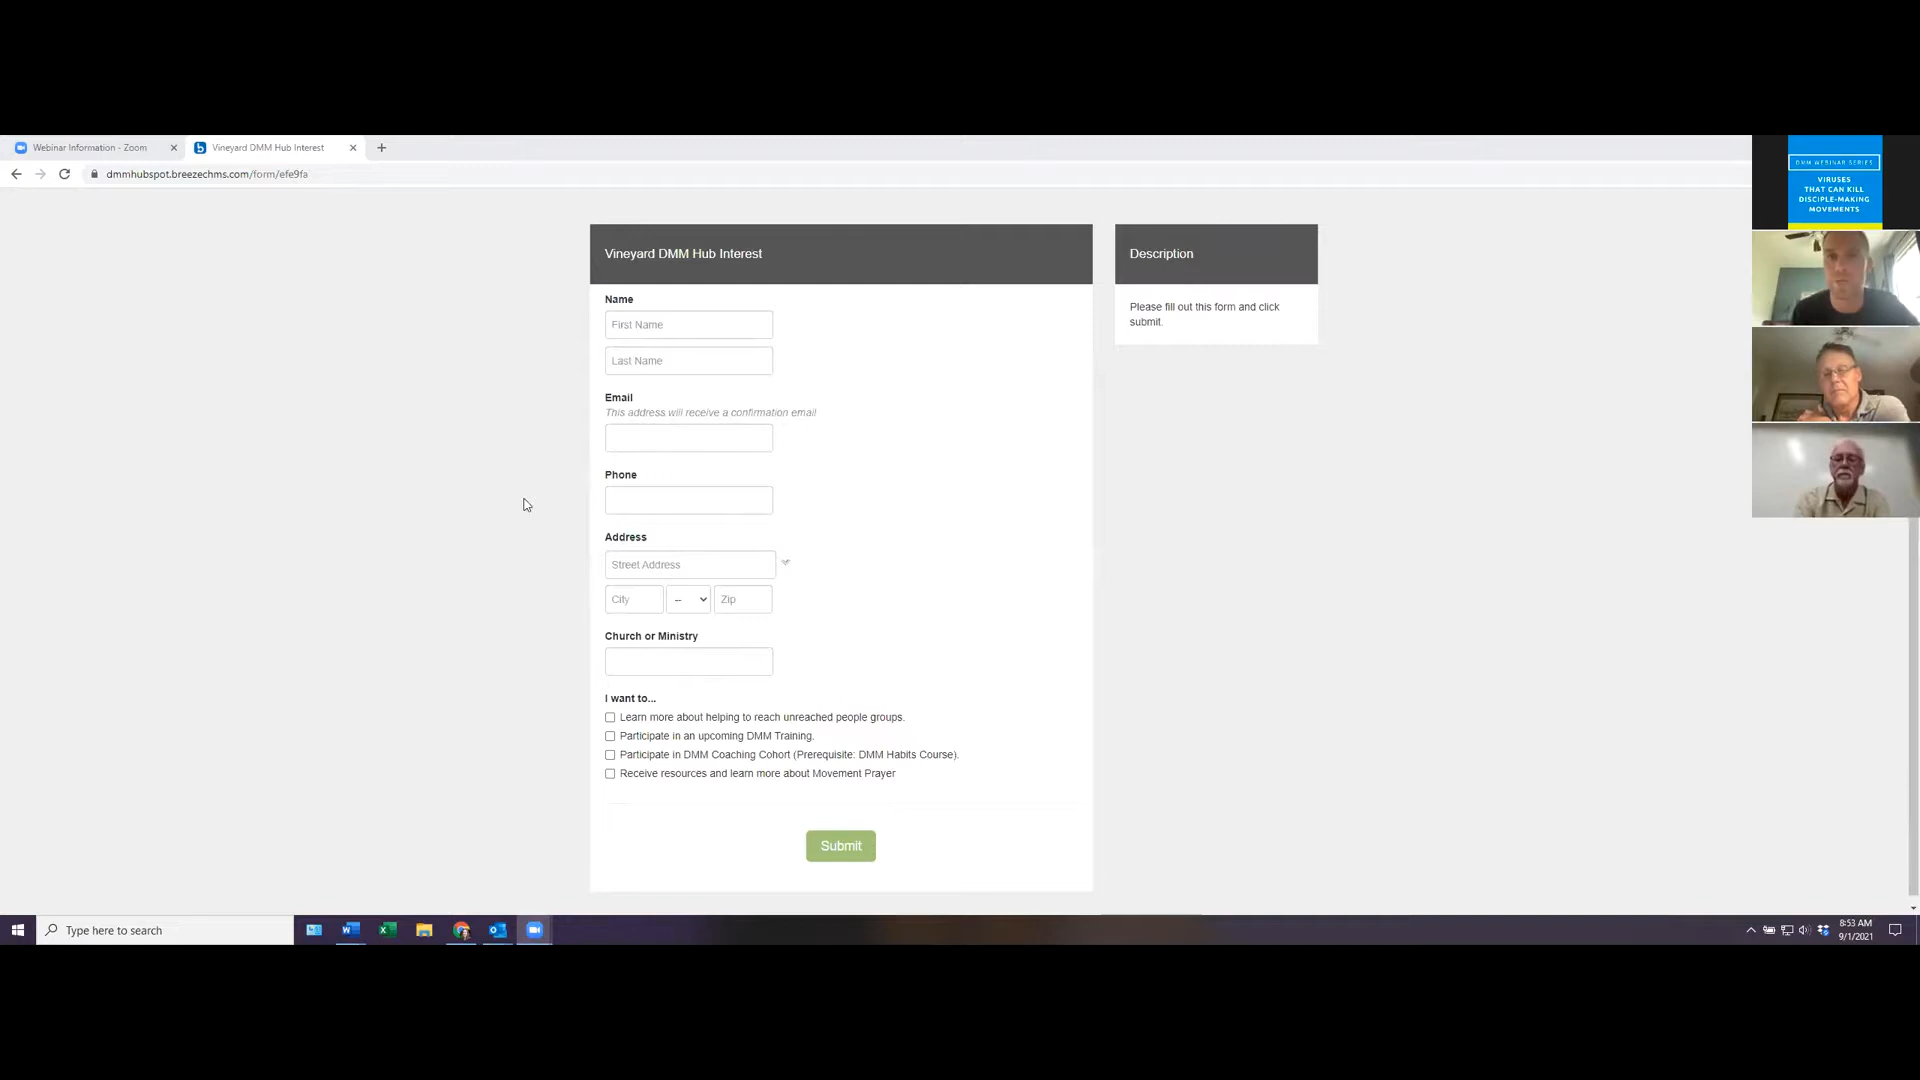 Webinar Information - Zoom
Vineyard DMM Hub Interest
dmmhubspot.breezechms.com/form/efe9fa
DMM WEBINAR SERIES
VIRUSES
THAT CAN KILL
DISCIPLE-MAKING
MOVEMENTS
Vineyard DMM Hub Interest
Description
Please fill out this form and click
submit.
Name
First Name
Last Name
Email
This address will receive a confirmation email
Phone
Address
Street Address
City
--
Zip
Church or Ministry
I want to...
Learn more about helping to reach unreached people groups.
Participate in an upcoming DMM Training.
Participate in DMM Coaching Cohort (Prerequisite: DMM Habits Course).
Receive resources and learn more about Movement Prayer
Submit
Type here to search
8:53 AM
9/1/2021